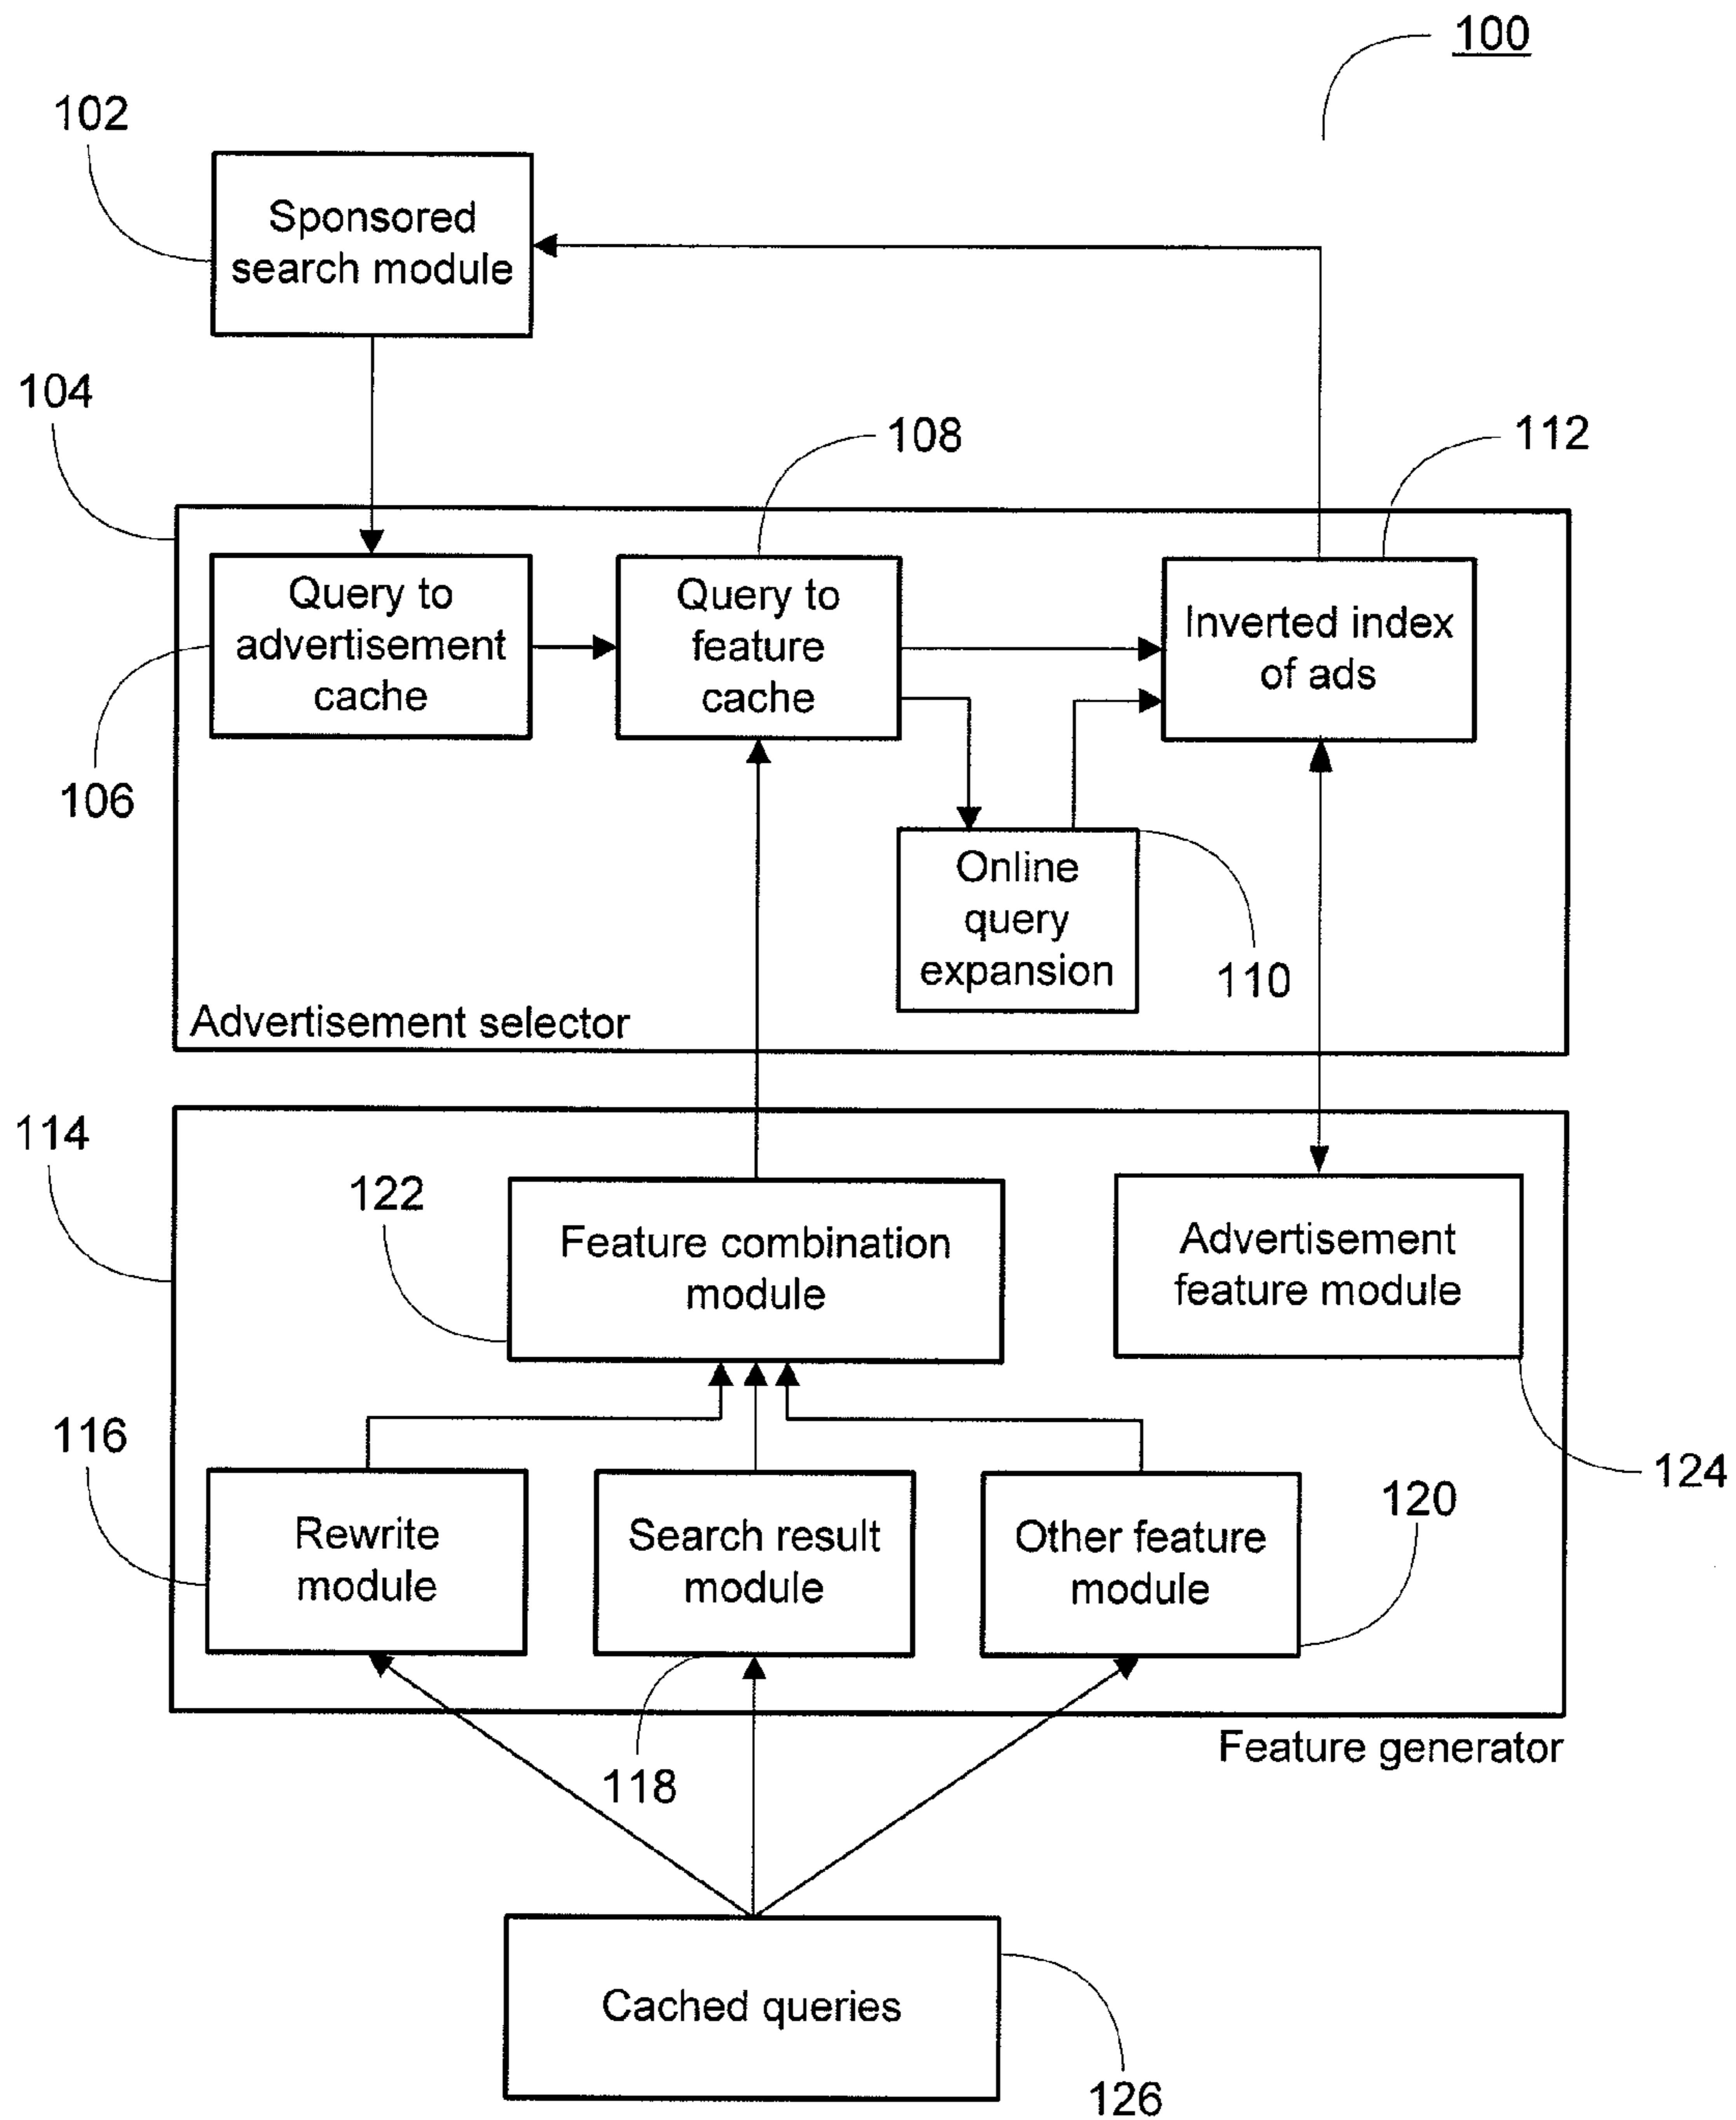 100
102
Sponsored
search module
104
108
112
Query to
advertisement
cache
Query to
feature
cache
Inverted index
of ads
106
Online
query
expansion
110
Advertisement selector
114
122
Feature combination
module
Advertisement
feature module
116
124
120
Rewrite
module
Search result
module
Other feature
module
Feature generator
118
Cached queries
126